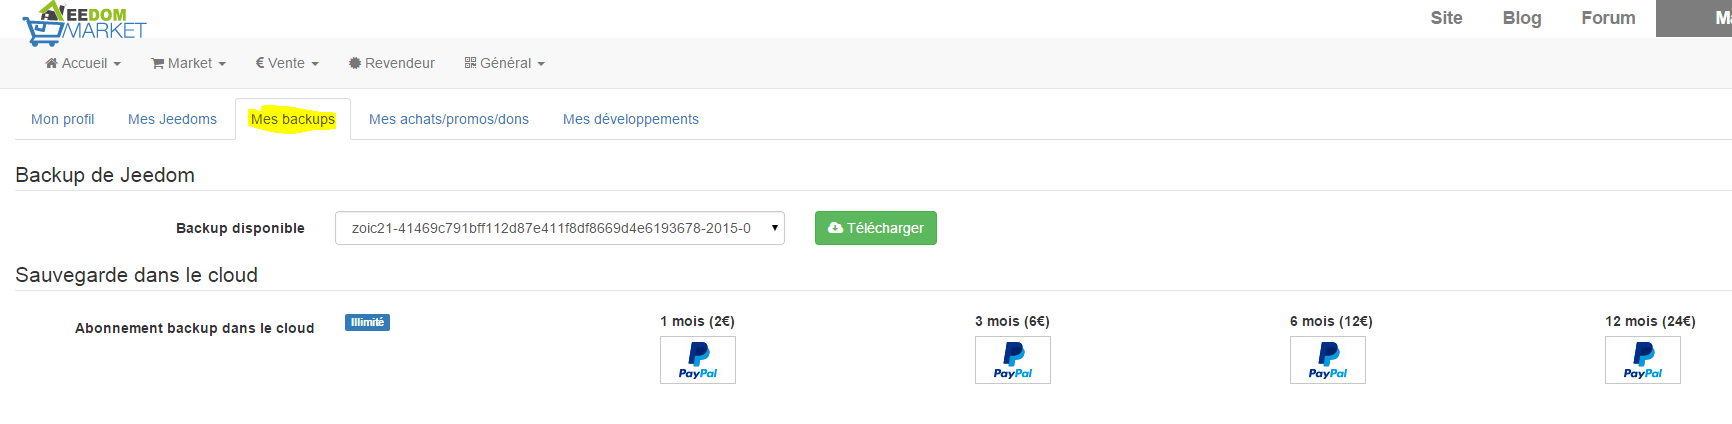 EEDOM
MARKET
Site Blog Forum
Accueil Market € Vente Revendeur Général
Mon profil Mes Jeedoms Mes backups Mes achats/promos/dons Mes développements
Backup de Jeedom
Backup disponible zoic21-41469c791bff112d87e411f8df8669d4e6193678-2015-0 Télécharger
Sauvegarde dans le cloud
Abonnement backup dans le cloud Illimité 1 mois (2€) 3 mois (6€) 6 mois (12€) 12 mois (24€)
PayPal PayPal PayPal PayPal